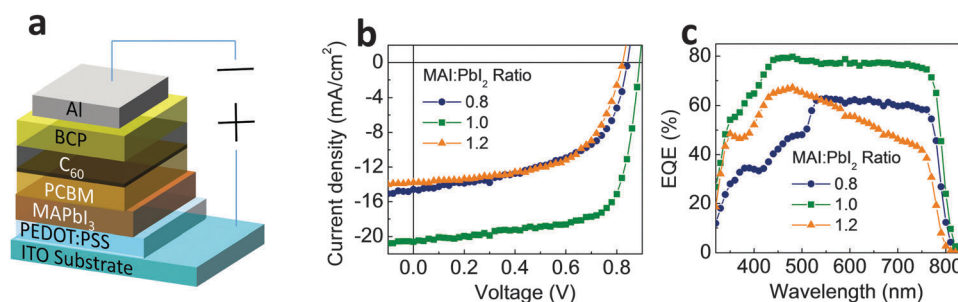 a
Al
BCP
C60
PCBM
MAPbI3
PEDOT:PSS
ITO Substrate
b
Current density (mA/cm2)
0
-4
-8
-12
-16
-20
MAI:PbI2 Ratio
0.8
1.0
1.2
0.0 0.2 0.4 0.6 0.8
Voltage (V)
c
EQE (%)
80
60
40
20
0
MAI:PbI2 Ratio
0.8
1.0
1.2
400 500 600 700 800
Wavelength (nm)